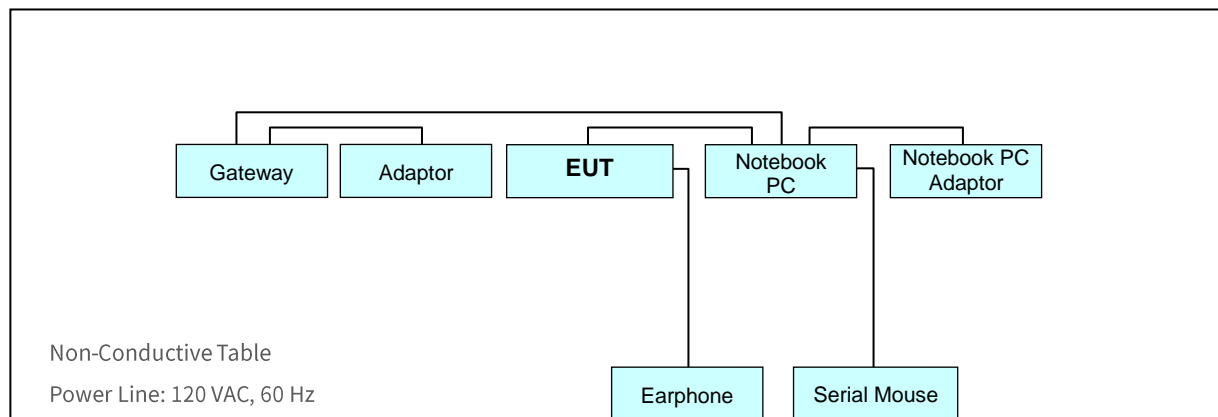 Gateway
Adaptor
EUT
Notebook
PC
Notebook PC
Adaptor
Non-Conductive Table
Power Line: 120 VAC, 60 Hz
Earphone
Serial Mouse